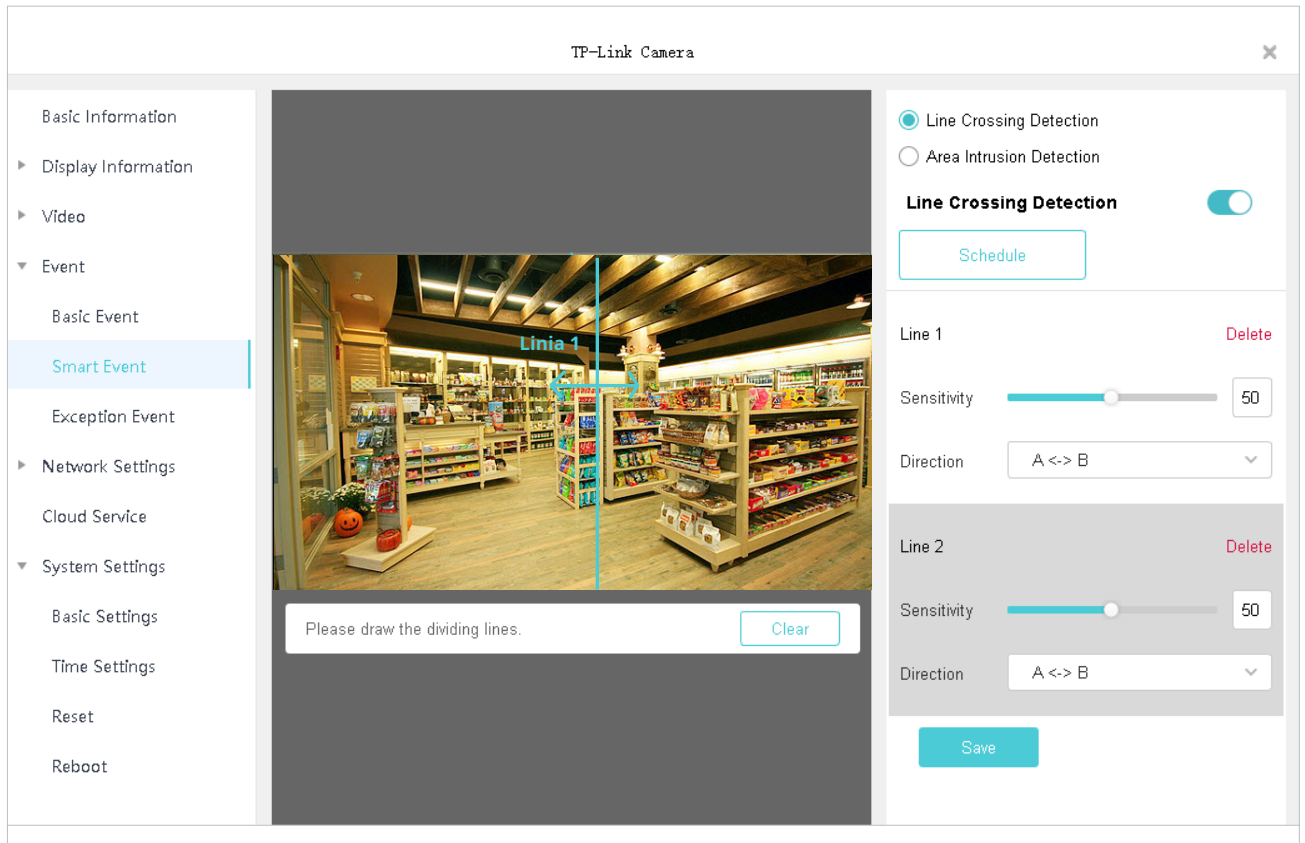 TP-Link Camera
Basic Information
Display Information
Video
Event
Basic Event
Smart Event
Exception Event
Network Settings
Cloud Service
System Settings
Basic Settings
Time Settings
Reset
Reboot
Linia 1
Please draw the dividing lines.
Clear
Line Crossing Detection
Area Intrusion Detection
Line Crossing Detection
Schedule
Line 1
Delete
Sensitivity
50
Direction
A <-> B
Line 2
Delete
Sensitivity
50
Direction
A <-> B
Save